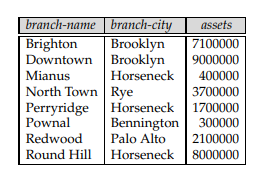 branch-name branch-city assets
Brighton Brooklyn 7100000
Downtown Brooklyn 9000000
Mianus Horseneck 400000
North Town Rye 3700000
Perryridge Horseneck 1700000
Pownal Bennington 300000
Redwood Palo Alto 2100000
Round Hill Horseneck 8000000